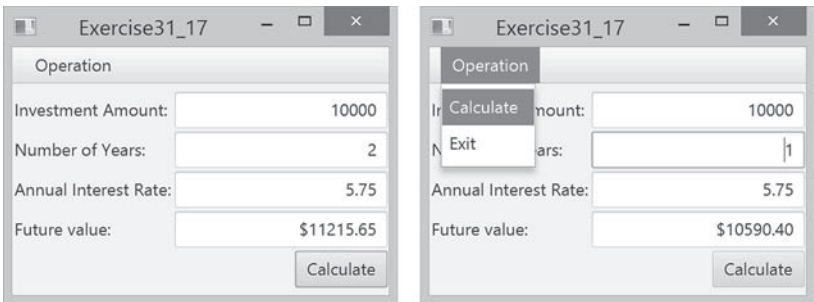 Exercise31_17
Operation
Investment Amount: 10000
Number of Years: 2
Annual Interest Rate: 5.75
Future value: $11215.65
Calculate
Exercise31_17
Operation
Calculate
Exit
mount: 10000
ars: 1
Annual Interest Rate: 5.75
Future value: $10590.40
Calculate